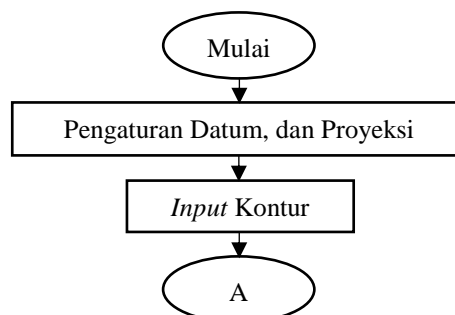 Mulai
Pengaturan Datum, dan Proyeksi
Input Kontur
A